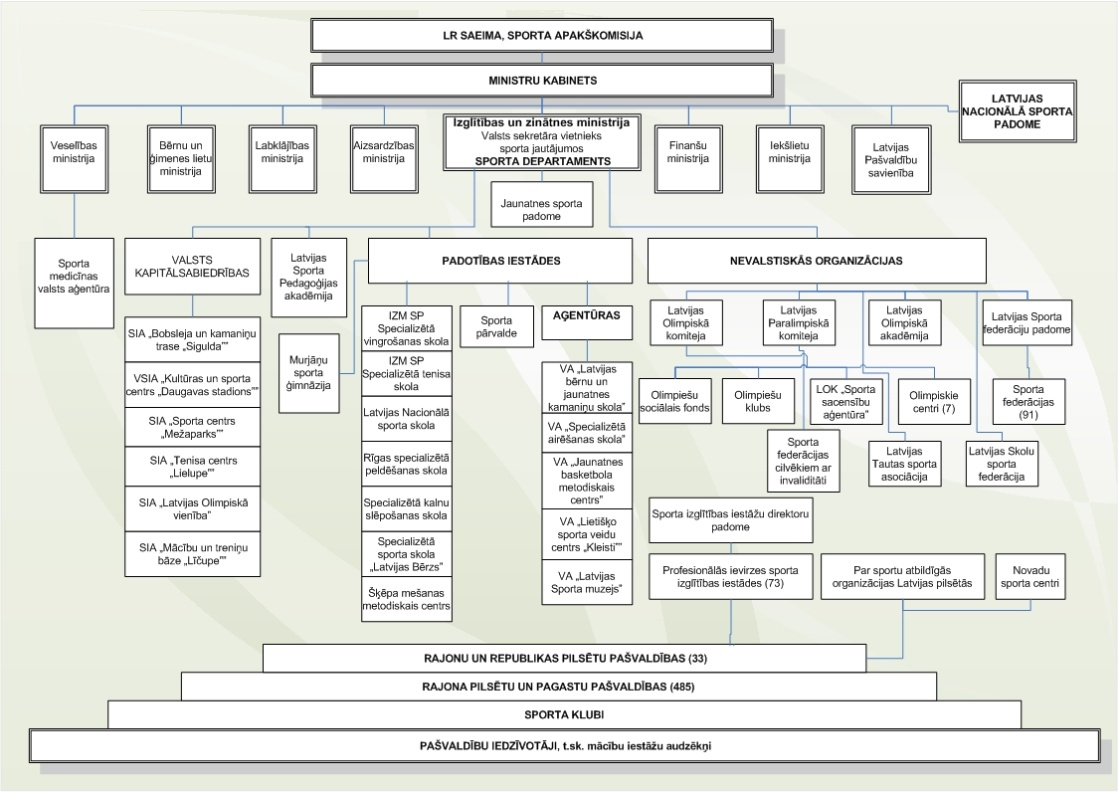 LR SAEIMA, SPORTA APAKŠKOMISIJA
MINISTRU KABINETS
LATVIJAS
NACIONĀLĀ SPORTA
PADOME
Veselības
ministrija
Bērnu un
ģimenes lietu
ministrija
Labklājības
ministrija
Aizsardzības
ministrija
Izglītības un zinātnes ministrija
Valsts sekretāra vietnieks
sporta jautājumos
SPORTA DEPARTAMENTS
Finanšu
ministrija
Iekšlietu
ministrija
Latvijas
Pašvaldību
savienība
Jaunatnes sporta
padome
Sporta
medicīnas
valsts aģentūra
VALSTS
KAPITĀLSABIEDRĪBAS
Latvijas
Sporta
Pedagoģijas
akadēmija
PADOTĪBAS IESTĀDES
NEVALSTISKĀS ORGANIZĀCIJAS
SIA „Bobsleja un kamaniņu
trase „Sigulda””
VSIA „Kultūras un sporta
centrs „Daugavas stadions””
SIA „Sporta centrs
„Mežaparks””
SIA „Tenisa centrs
„Lielupe””
SIA „Latvijas Olimpiskā
vienība”
SIA „Mācību un treniņu
bāze „Līčupe””
Murjāņu
sporta
ģimnāzija
IZM SP
Specializētā
vingrošanas skola
IZM SP
Specializētā tenisa
skola
Latvijas Nacionālā
sporta skola
Rīgas specializētā
peldēšanas skola
Specializētā kalnu
slēpošanas skola
Specializētā
sporta skola
„Latvijas Bērzs”
Šķēpa mešanas
metodiskais centrs
Sporta
pārvalde
AĢENTŪRAS
VA „Latvijas
bērnu un
jaunatnes
kamaniņu skola”
VA „Specializētā
airēšanas skola”
VA „Jaunatnes
basketbola
metodiskais
centrs”
VA „Lietišķo
sporta veidu
centrs „Kleisti””
VA „Latvijas
Sporta muzejs”
Latvijas
Olimpiskā
komiteja
Latvijas
Paralimpiskā
komiteja
Latvijas
Olimpiskā
akadēmija
Latvijas Sporta
federāciju padome
Olimpiešu
sociālais fonds
Olimpiešu
klubs
LOK „Sporta
sacensību
aģentūra”
Olimpiskie
centri (7)
Sporta
federācijas
(91)
Sporta
federācijas
cilvēkiem ar
invaliditāti
Latvijas
Tautas sporta
asociācija
Latvijas Skolu
sporta
federācija
Sporta izglītības iestāžu direktoru
padome
Profesionālās ievirzes sporta
izglītības iestādes (73)
Par sportu atbildīgās
organizācijas Latvijas pilsētās
Novadu
sporta centri
RAJONU UN REPUBLIKAS PILSĒTU PAŠVALDĪBAS (33)
RAJONA PILSĒTU UN PAGASTU PAŠVALDĪBAS (485)
SPORTA KLUBI
PAŠVALDĪBU IEDZĪVOTĀJI, t.sk. mācību iestāžu audzēkņi